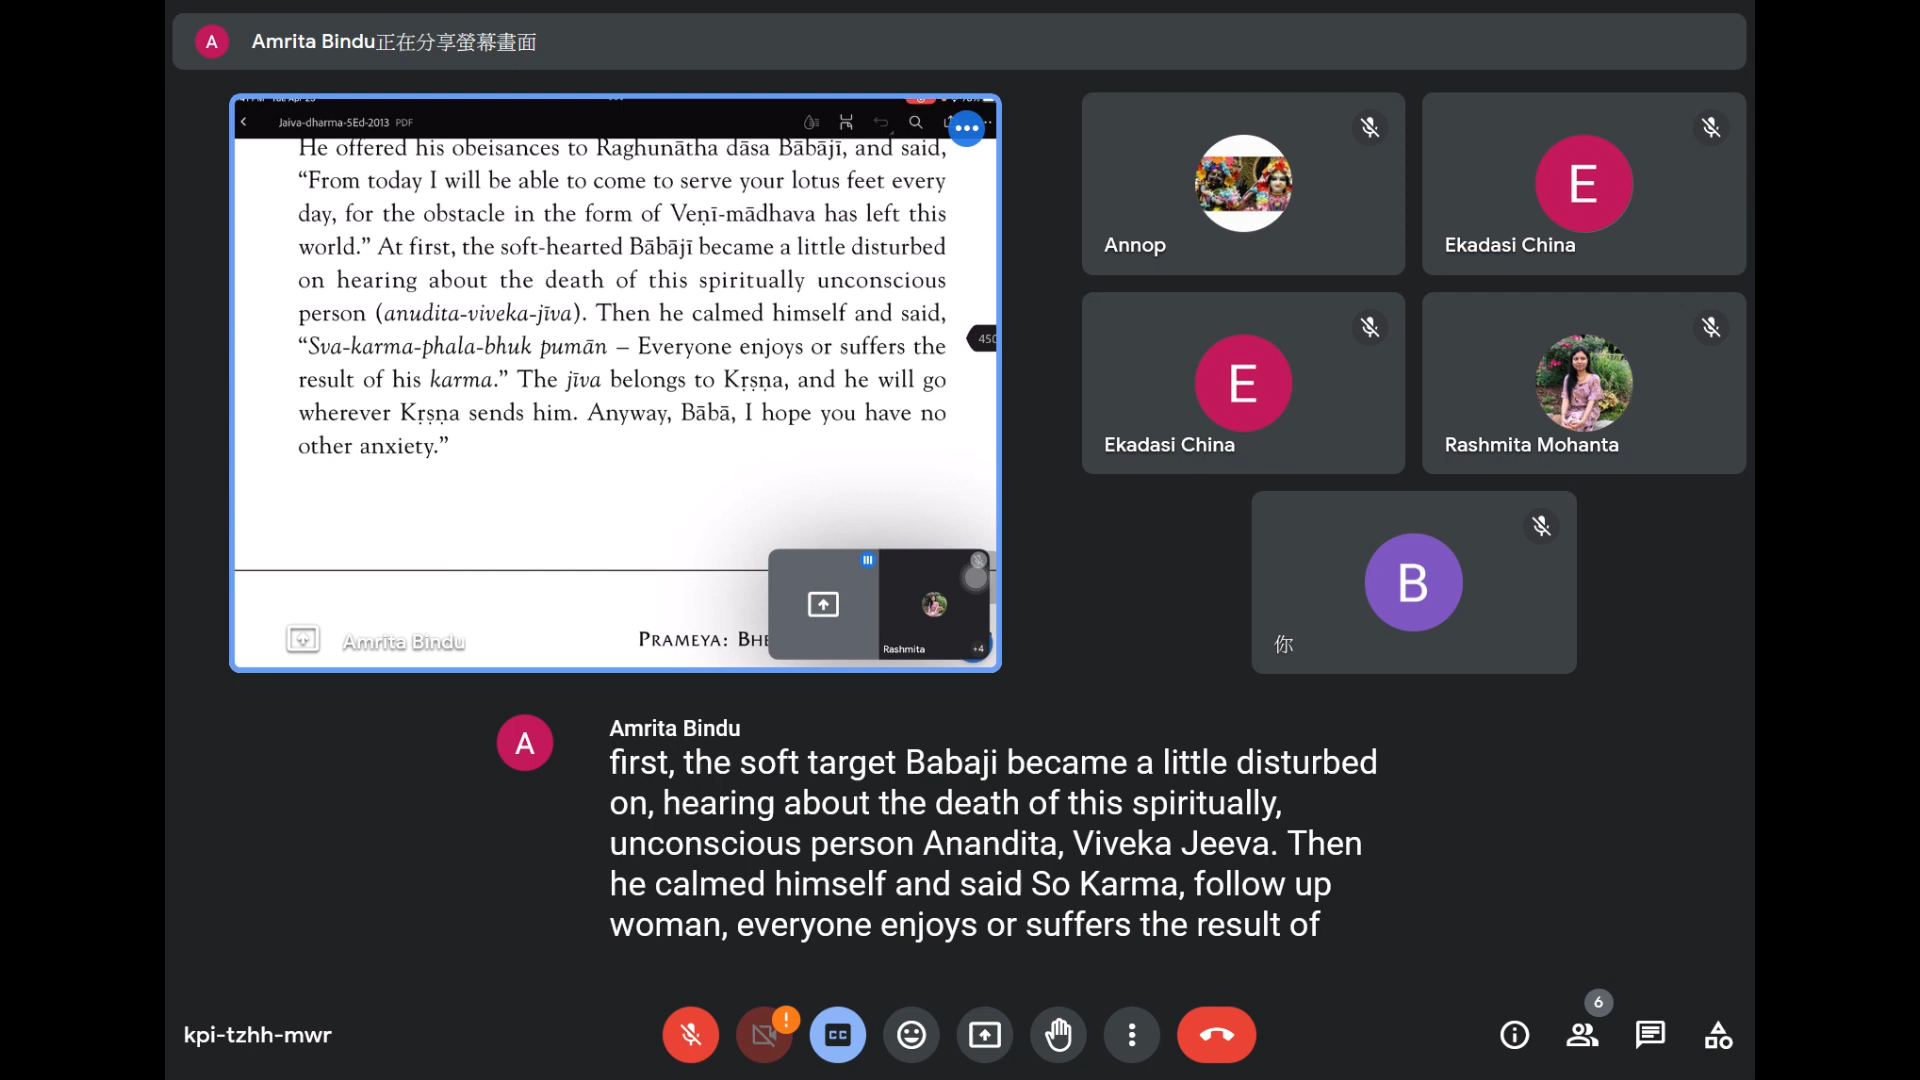 A Amrita Bindu正在分享螢幕畫面
Jaiva-dharma-5Ed-2013 PDF
He offered his obeisances to Raghunātha dāsa Bābājī, and said,
“From today I will be able to come to serve your lotus feet every
day, for the obstacle in the form of Veṇī-mādhava has left this
world.” At first, the soft-hearted Bābājī became a little disturbed
on hearing about the death of this spiritually unconscious
person (anudita-viveka-jīva). Then he calmed himself and said,
“Sva-karma-phala-bhuk pumān – Everyone enjoys or suffers the
result of his karma.” The jīva belongs to Kṛṣṇa, and he will go
wherever Kṛṣṇa sends him. Anyway, Bābā, I hope you have no
other anxiety.”
450
Amrita Bindu
PRAMEYA: BHE
Rashmita +4
Annop
E
Ekadasi China
E
Ekadasi China
Rashmita Mohanta
B
你
A
Amrita Bindu
first, the soft target Babaji became a little disturbed
on, hearing about the death of this spiritually,
unconscious person Anandita, Viveka Jeeva. Then
he calmed himself and said So Karma, follow up
woman, everyone enjoys or suffers the result of
kpi-tzhh-mwr
!
CC
6